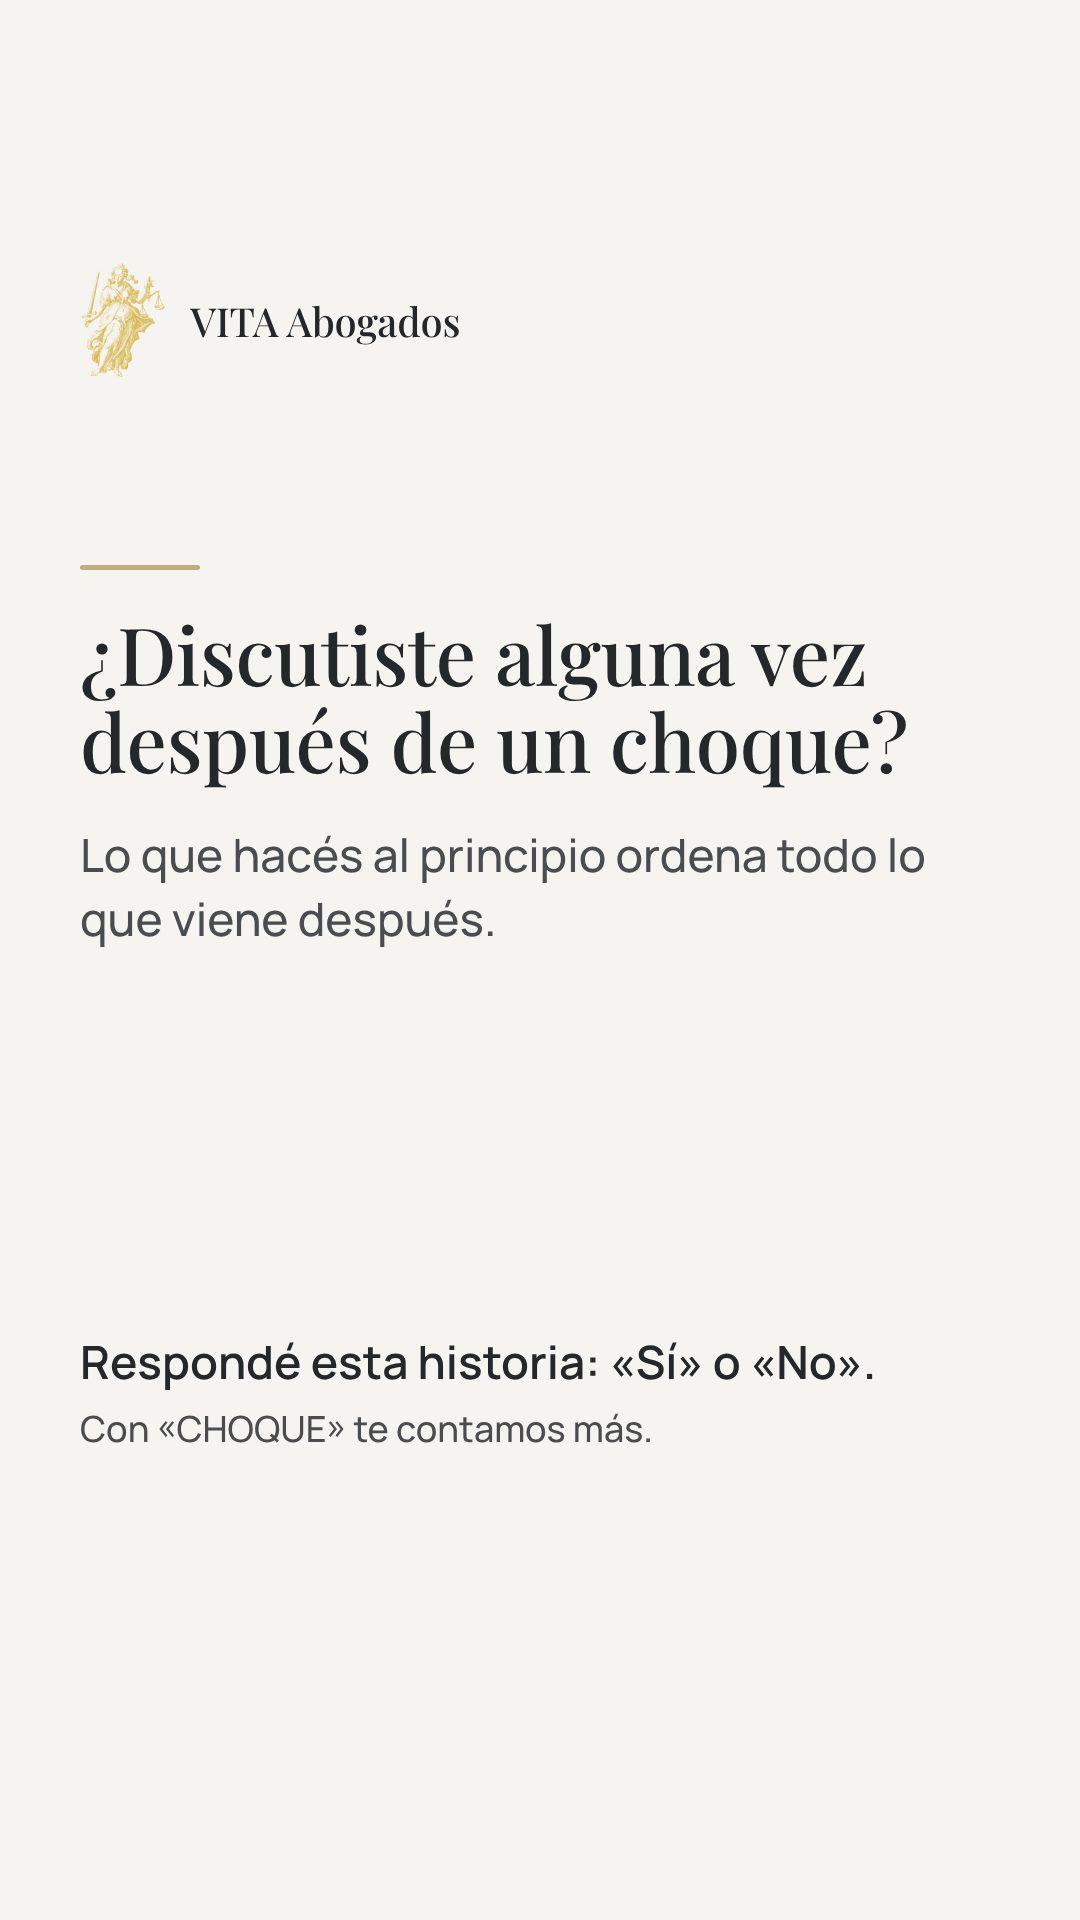 VITA Abogados
¿Discutiste alguna vez
después de un choque?
Lo que hacés al principio ordena todo lo
que viene después.
Respondé esta historia: «Sí» o «No».
Con «CHOQUE» te contamos más.